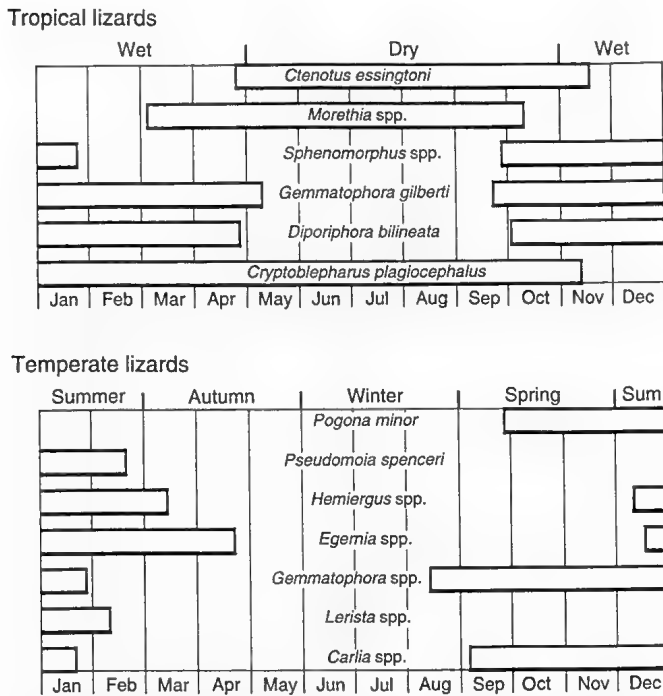 Tropical lizards
Wet Dry Wet
Ctenotus essingtoni
Morethia spp.
Sphenomorphus spp.
Gemmatophora gilberti
Diporiphora bilineata
Cryptoblepharus plagiocephalus
Jan Feb Mar Apr May Jun Jul Aug Sep Oct Nov Dec
Temperate lizards
Summer Autumn Winter Spring Sum
Pogona minor
Pseudomoia spenceri
Hemiergus spp.
Egernia spp.
Gemmatophora spp.
Lerista spp.
Carlia spp.
Jan Feb Mar Apr May Jun Jul Aug Sep Oct Nov Dec